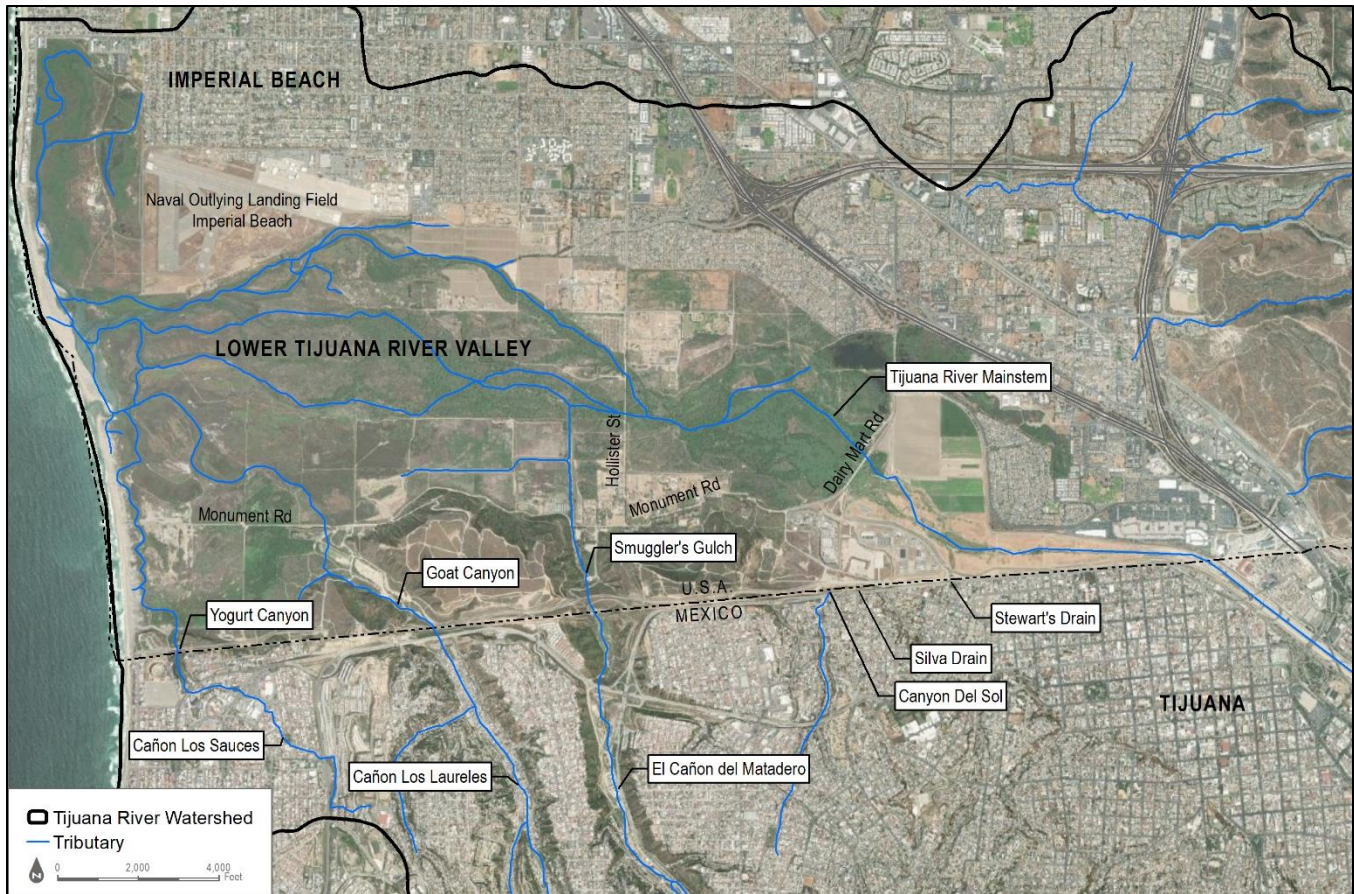 IMPERIAL BEACH
Naval Outlying Landing Field
Imperial Beach
LOWER TIJUANA RIVER VALLEY
Tijuana River Mainstem
Hollister St
Dairy Mart Rd
Monument Rd
Monument Rd
Smuggler's Gulch
Goat Canyon
U.S.A.
MEXICO
Yogurt Canyon
Stewart's Drain
Silva Drain
Canyon Del Sol
TIJUANA
Cañon Los Sauces
Cañon Los Laureles
El Cañon del Matadero
Tijuana River Watershed
Tributary
N
0 2,000 4,000
Feet